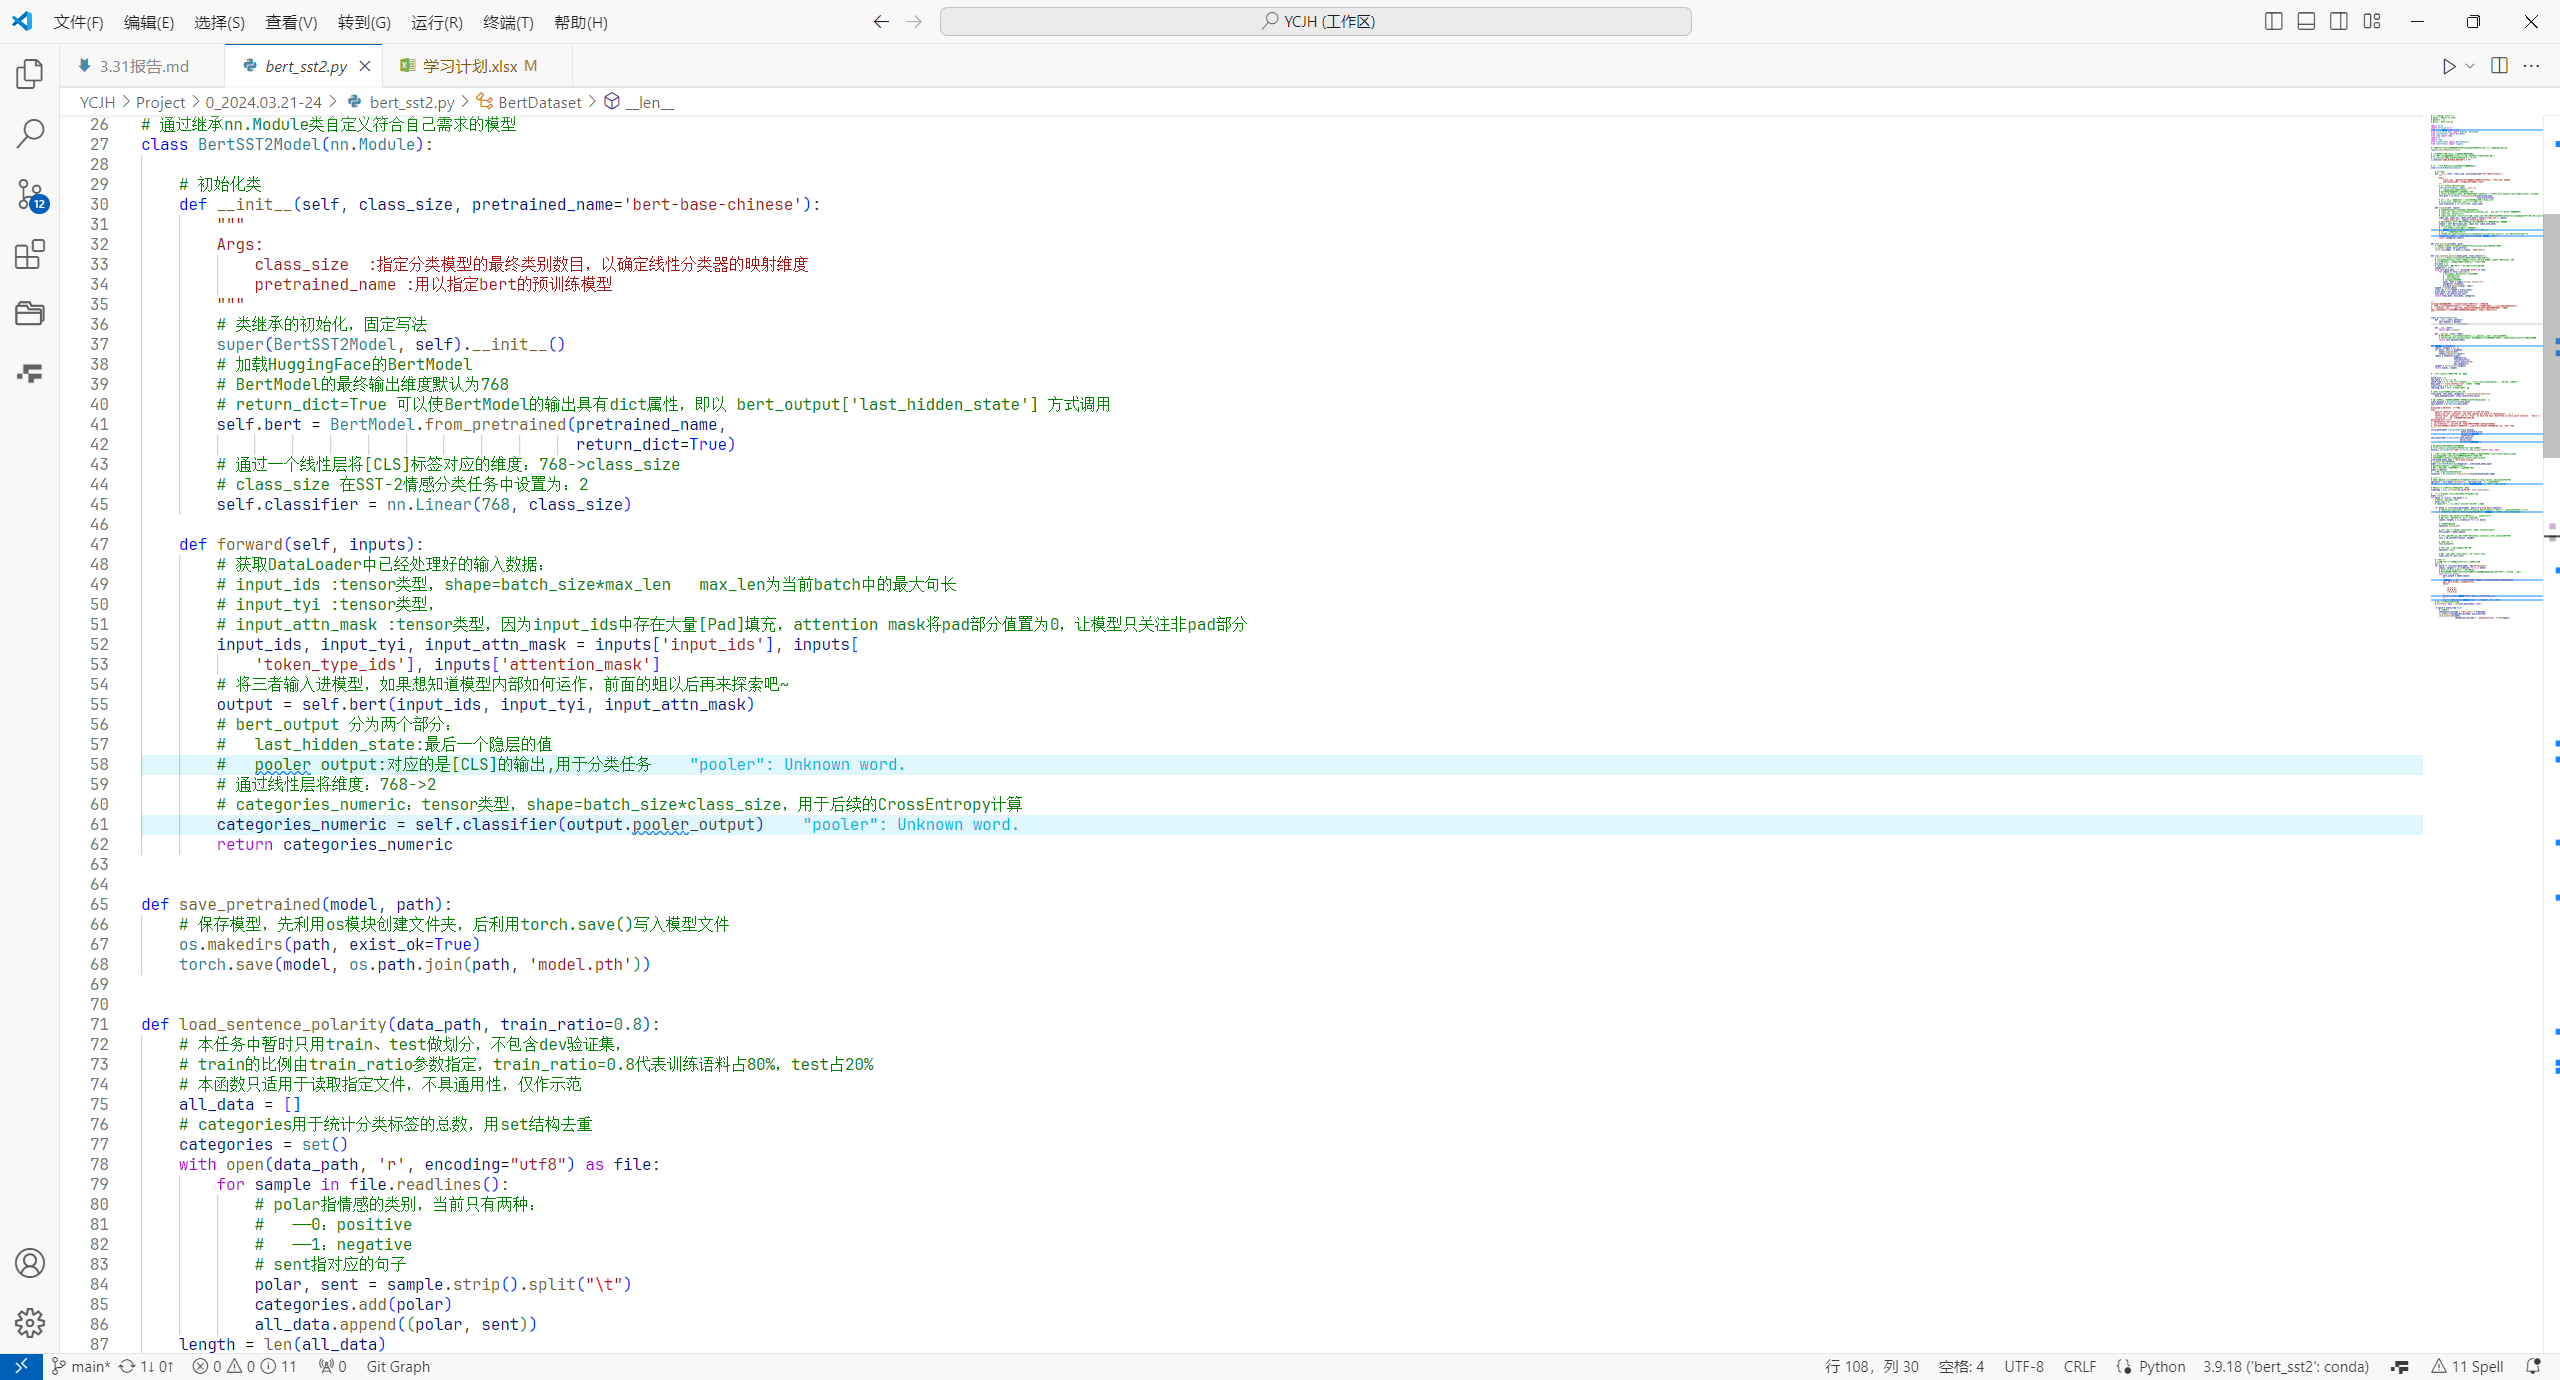 文件(F) 编辑(E) 选择(S) 查看(V) 转到(G) 运行(R) 终端(T) 帮助(H)
YCJH (工作区)
3.31报告.md
bert_sst2.py
学习计划.xlsx M
YCJH > Project > 0_2024.03.21-24 > bert_sst2.py > BertDataset > __len__
12
26 # 通过继承nn.Module类自定义符合自己需求的模型
27 class BertSST2Model(nn.Module):
28
29     # 初始化类
30     def __init__(self, class_size, pretrained_name='bert-base-chinese'):
31         """
32         Args:
33             class_size  :指定分类模型的最终类别数目，以确定线性分类器的映射维度
34             pretrained_name :用以指定bert的预训练模型
35         """
36         # 类继承的初始化，固定写法
37         super(BertSST2Model, self).__init__()
38         # 加载HuggingFace的BertModel
39         # BertModel的最终输出维度默认为768
40         # return_dict=True 可以使BertModel的输出具有dict属性，即以 bert_output['last_hidden_state'] 方式调用
41         self.bert = BertModel.from_pretrained(pretrained_name,
42                                               return_dict=True)
43         # 通过一个线性层将[CLS]标签对应的维度：768->class_size
44         # class_size 在SST-2情感分类任务中设置为：2
45         self.classifier = nn.Linear(768, class_size)
46
47     def forward(self, inputs):
48         # 获取DataLoader中已经处理好的输入数据：
49         # input_ids :tensor类型，shape=batch_size*max_len   max_len为当前batch中的最大句长
50         # input_tyi :tensor类型，
51         # input_attn_mask :tensor类型，因为input_ids中存在大量[Pad]填充，attention mask将pad部分值置为0，让模型只关注非pad部分
52         input_ids, input_tyi, input_attn_mask = inputs['input_ids'], inputs[
53             'token_type_ids'], inputs['attention_mask']
54         # 将三者输入进模型，如果想知道模型内部如何运作，前面的蛆以后再来探索吧~
55         output = self.bert(input_ids, input_tyi, input_attn_mask)
56         # bert_output 分为两个部分：
57         #   last_hidden_state:最后一个隐层的值
58         #   pooler output:对应的是[CLS]的输出,用于分类任务    "pooler": Unknown word.
59         # 通过线性层将维度：768->2
60         # categories_numeric：tensor类型，shape=batch_size*class_size，用于后续的CrossEntropy计算
61         categories_numeric = self.classifier(output.pooler_output)    "pooler": Unknown word.
62         return categories_numeric
63
64
65 def save_pretrained(model, path):
66     # 保存模型，先利用os模块创建文件夹，后利用torch.save()写入模型文件
67     os.makedirs(path, exist_ok=True)
68     torch.save(model, os.path.join(path, 'model.pth'))
69
70
71 def load_sentence_polarity(data_path, train_ratio=0.8):
72     # 本任务中暂时只用train、test做划分，不包含dev验证集，
73     # train的比例由train_ratio参数指定，train_ratio=0.8代表训练语料占80%，test占20%
74     # 本函数只适用于读取指定文件，不具通用性，仅作示范
75     all_data = []
76     # categories用于统计分类标签的总数，用set结构去重
77     categories = set()
78     with open(data_path, 'r', encoding="utf8") as file:
79         for sample in file.readlines():
80             # polar指情感的类别，当前只有两种：
81             #   ——0：positive
82             #   ——1：negative
83             # sent指对应的句子
84             polar, sent = sample.strip().split("\t")
85             categories.add(polar)
86             all_data.append((polar, sent))
87     length = len(all_data)
main* 1↓ 0↑ 0 0 11 0 Git Graph 行 108，列 30 空格: 4 UTF-8 CRLF Python 3.9.18 ('bert_sst2': conda) 11 Spell